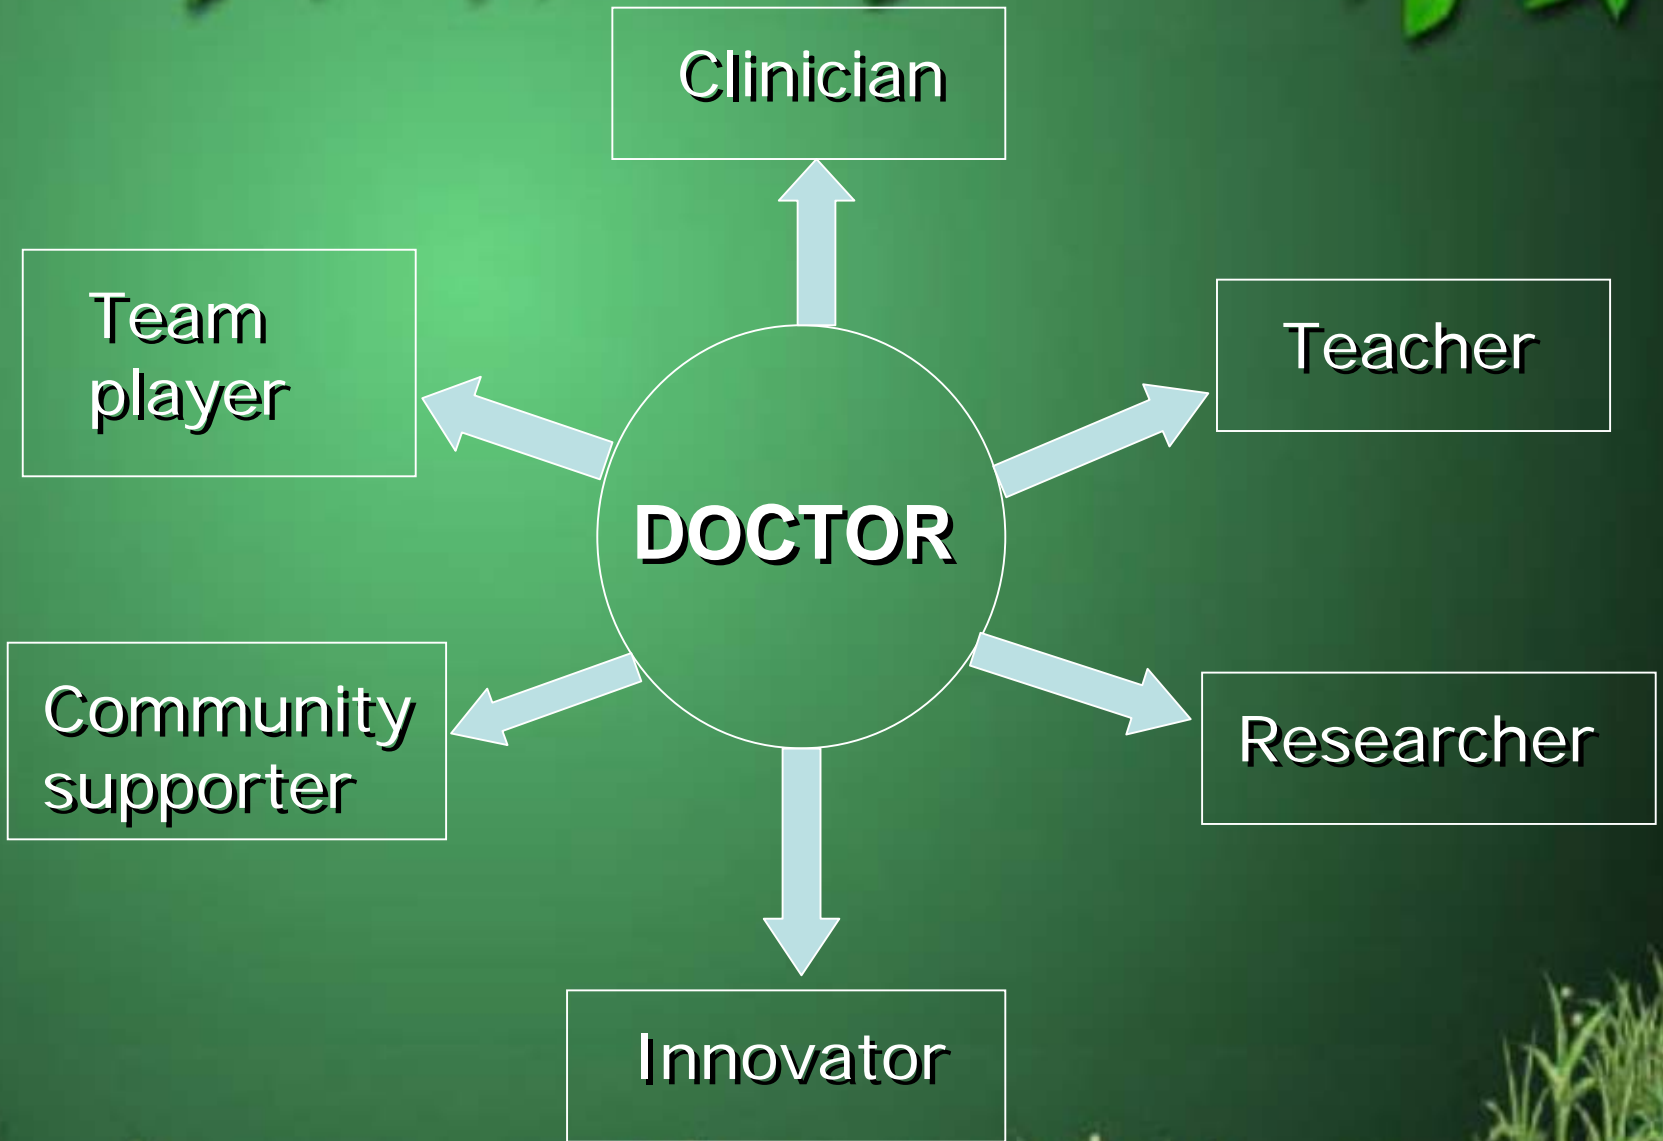 Clinician
Team
player
Teacher
DOCTOR
Community
supporter
Researcher
Innovator